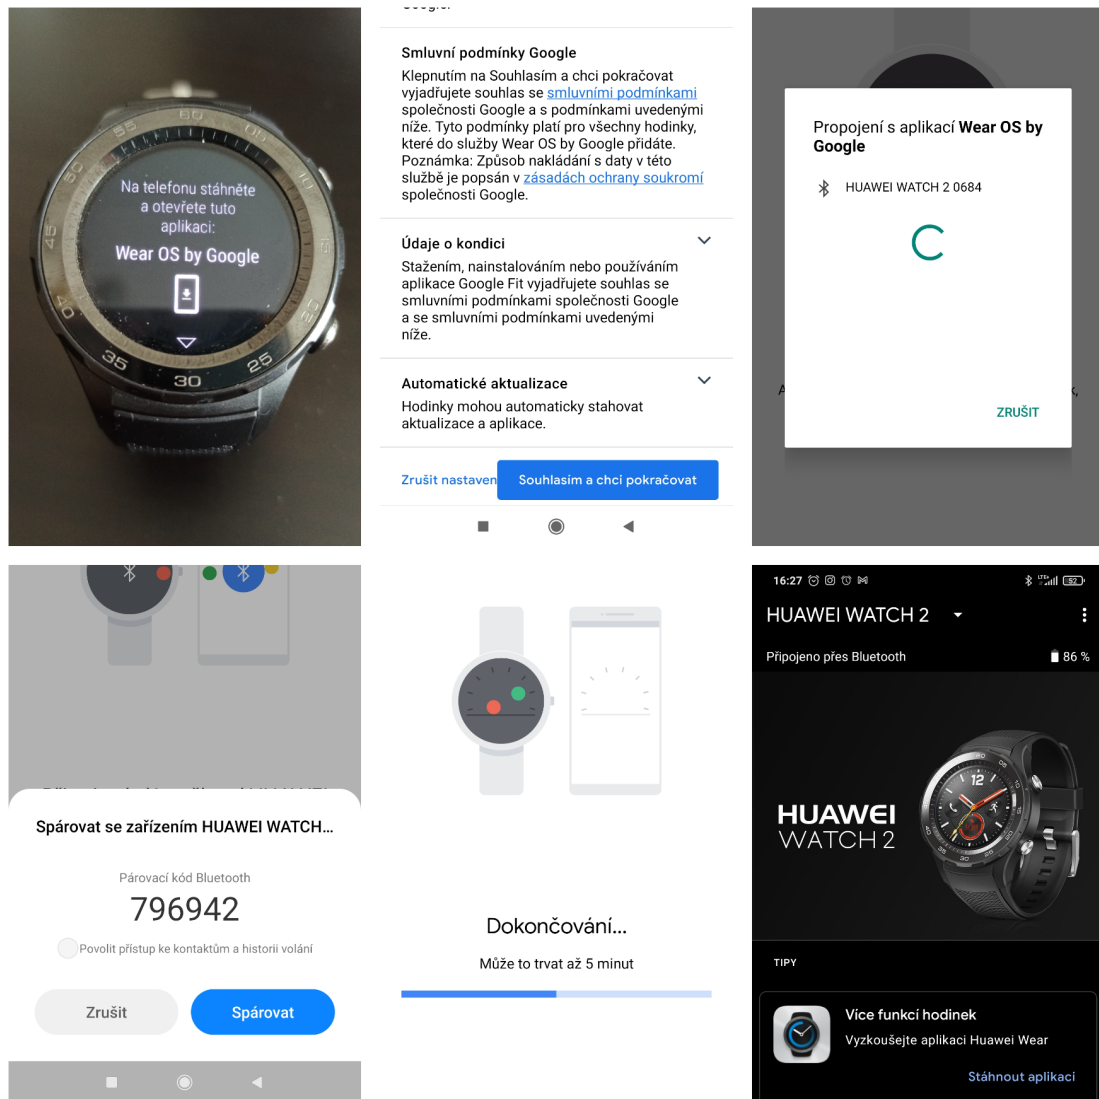 60
55
05
50
10
45
15
40
20
35
30
25
Na telefonu stáhněte
a otevřete tuto
aplikaci:
Wear OS by Google
Smluvní podmínky Google
Klepnutím na Souhlasím a chci pokračovat
vyjadřujete souhlas se smluvními podmínkami
společnosti Google a s podmínkami uvedenými
níže. Tyto podmínky platí pro všechny hodinky,
které do služby Wear OS by Google přidáte.
Poznámka: Způsob nakládání s daty v této
službě je popsán v zásadách ochrany soukromí
společnosti Google.
Údaje o kondici
Stažením, nainstalováním nebo používáním
aplikace Google Fit vyjadřujete souhlas se
smluvními podmínkami společnosti Google
a se smluvními podmínkami uvedenými
níže.
Automatické aktualizace
Hodinky mohou automaticky stahovat
aktualizace a aplikace.
Zrušit nastaven
Souhlasím a chci pokračovat
Propojení s aplikací Wear OS by
Google
HUAWEI WATCH 2 0684
ZRUŠIT
Spárovat se zařízením HUAWEI WATCH...
Párovací kód Bluetooth
796942
Povolit přístup ke kontaktům a historii volání
Zrušit
Spárovat
Dokončování...
Může to trvat až 5 minut
16:27
LTE+
52
HUAWEI WATCH 2
Připojeno přes Bluetooth
86 %
HUAWEI
WATCH 2
12
TIPY
Více funkcí hodinek
Vyzkoušejte aplikaci Huawei Wear
Stáhnout aplikaci